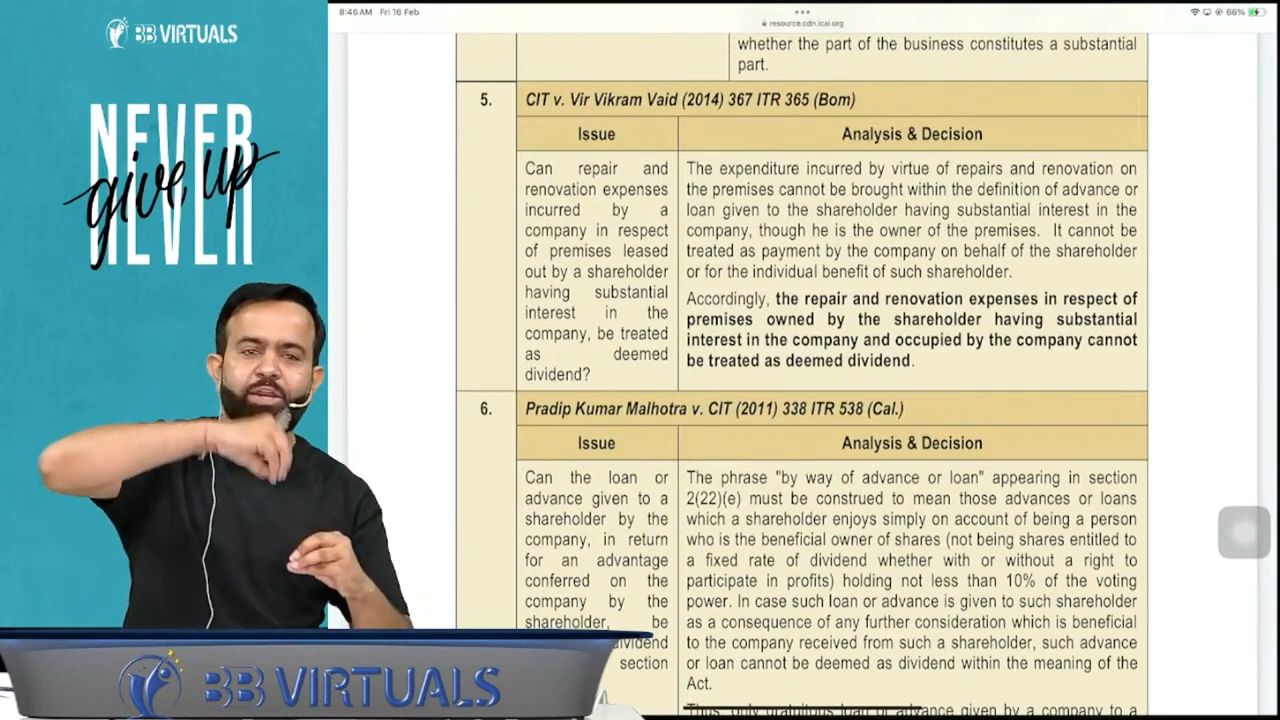 8:46 AM Fri 16 Feb
resource.cdn.icai.org
66%
BB VIRTUALS
NEVER
give up
NEVER
whether the part of the business constitutes a substantial
part.
5.
CIT v. Vir Vikram Vaid (2014) 367 ITR 365 (Bom)
Issue
Analysis & Decision
Can repair and
renovation expenses
incurred by a
company in respect
of premises leased
out by a shareholder
having substantial
interest in the
company, be treated
as deemed
dividend?
The expenditure incurred by virtue of repairs and renovation on
the premises cannot be brought within the definition of advance or
loan given to the shareholder having substantial interest in the
company, though he is the owner of the premises. It cannot be
treated as payment by the company on behalf of the shareholder
or for the individual benefit of such shareholder.
Accordingly, the repair and renovation expenses in respect of
premises owned by the shareholder having substantial
interest in the company and occupied by the company cannot
be treated as deemed dividend.
6.
Pradip Kumar Malhotra v. CIT (2011) 338 ITR 538 (Cal.)
Issue
Analysis & Decision
Can the loan or
advance given to a
shareholder by the
company, in return
for an advantage
conferred on the
company by the
shareholder, be
section
The phrase "by way of advance or loan" appearing in section
2(22)(e) must be construed to mean those advances or loans
which a shareholder enjoys simply on account of being a person
who is the beneficial owner of shares (not being shares entitled to
a fixed rate of dividend whether with or without a right to
participate in profits) holding not less than 10% of the voting
power. In case such loan or advance is given to such shareholder
as a consequence of any further consideration which is beneficial
to the company received from such a shareholder, such advance
or loan cannot be deemed as dividend within the meaning of the
Act.
Thus, only gratuitous loan or advance given by a company to a
BB VIRTUALS